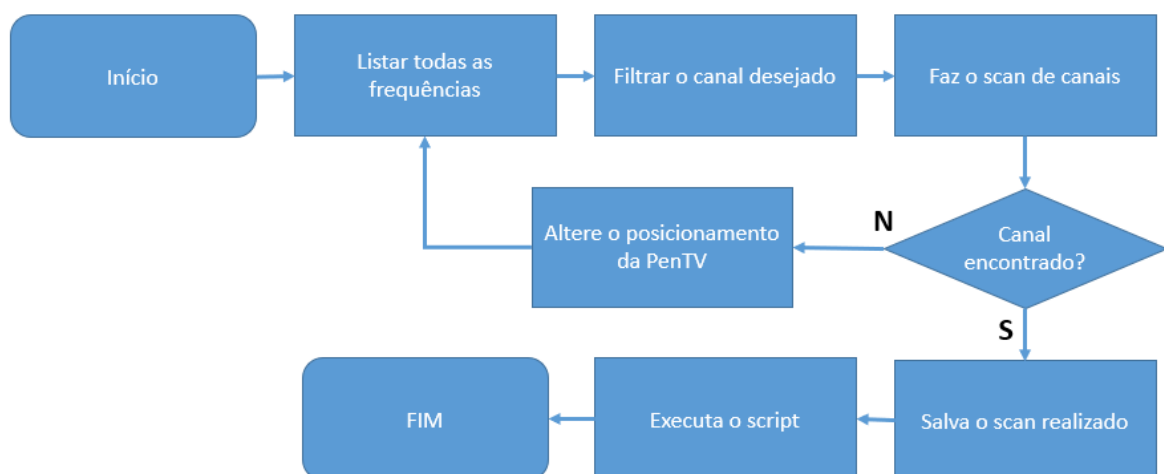 Início
Listar todas as
frequências
Filtrar o canal desejado
Faz o scan de canais
Canal
encontrado?
N
Altere o posicionamento
da PenTV
S
Salva o scan realizado
Executa o script
FIM